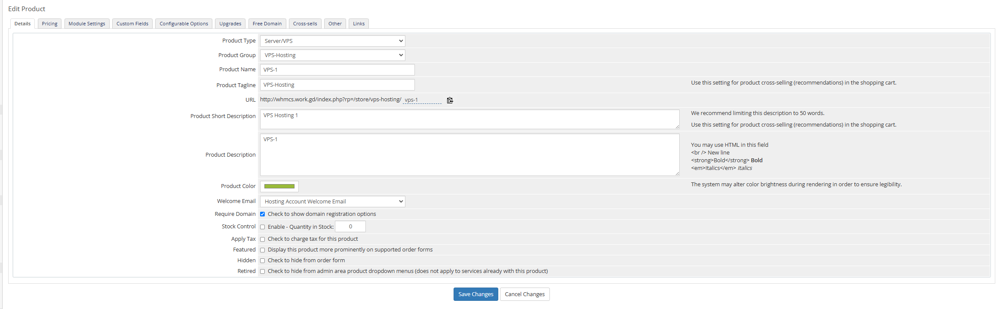 Edit Product
Details Pricing Module Settings Custom Fields Configurable Options Upgrades Free Domain Cross-sells Other Links
Product Type Server/VPS
Product Group VPS-Hosting
Product Name VPS-1
Product Tagline VPS-Hosting Use this setting for product cross-selling (recommendations) in the shopping cart.
URL http://whmcs.work.gd/index.php?rp=/store/vps-hosting/ vps-1
Product Short Description VPS Hosting 1 We recommend limiting this description to 50 words.
Use this setting for product cross-selling (recommendations) in the shopping cart.
Product Description VPS-1 You may use HTML in this field
<br /> New line
<strong>Bold</strong> Bold
<em>Italics</em> Italics
Product Color The system may alter color brightness during rendering in order to ensure legibility.
Welcome Email Hosting Account Welcome Email
Require Domain Check to show domain registration options
Stock Control Enable - Quantity in Stock: 0
Apply Tax Check to charge tax for this product
Featured Display this product more prominently on supported order forms
Hidden Check to hide from order form
Retired Check to hide from admin area product dropdown menus (does not apply to services already with this product)
Save Changes Cancel Changes